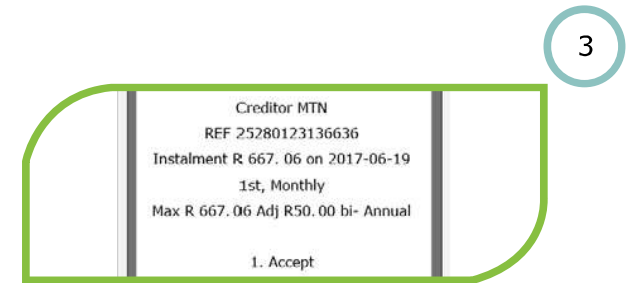 3
Creditor MTN
REF 25280123136636
Instalment R 667. 06 on 2017-06-19
1st, Monthly
Max R 667. 06 Adj R50. 00 bi- Annual
1. Accept